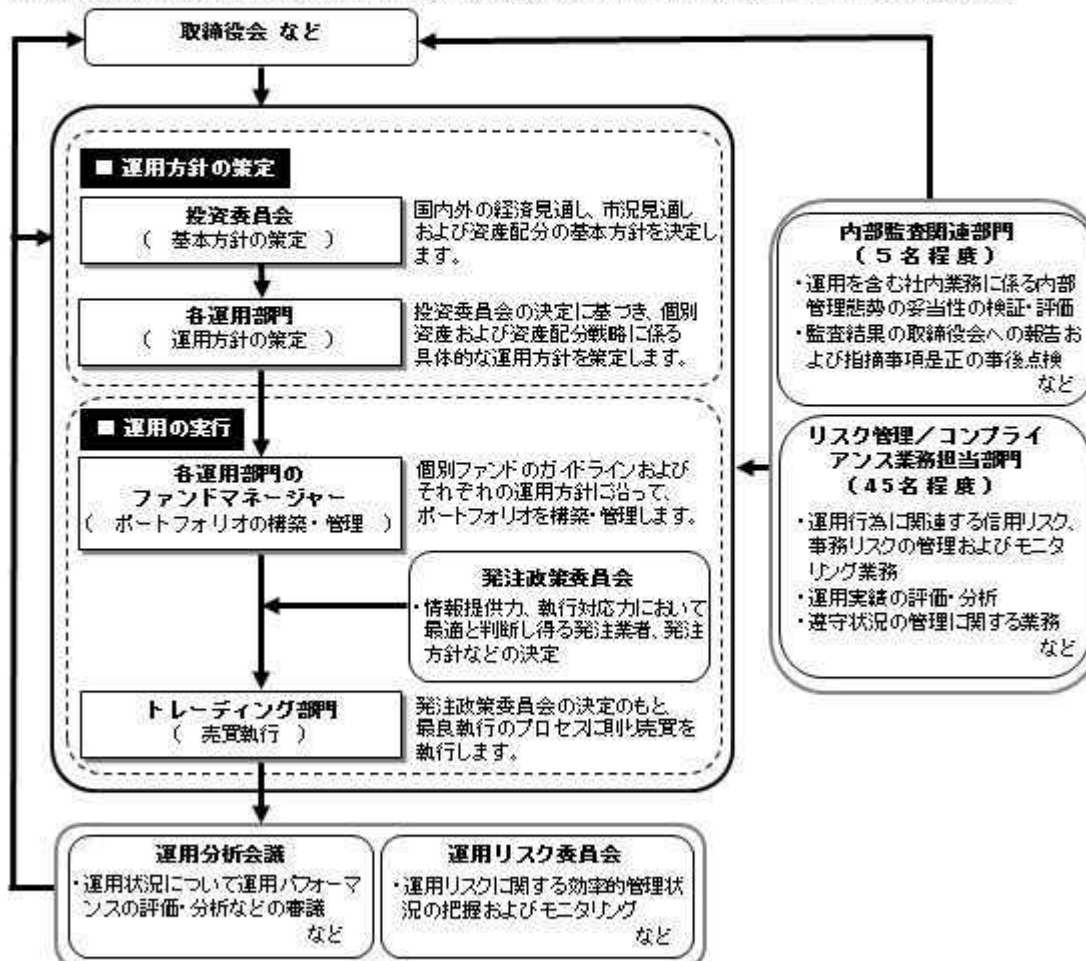 取締役会 など
■ 運用方針の策定
投資委員会
( 基本方針の策定 )
国内外の経済見通し、市況見通し
および資産配分の基本方針を決定し
ます。
各運用部門
( 運用方針の策定 )
投資委員会の決定に基づき、個別
資産および資産配分戦略に係る
具体的な運用方針を策定します。
■ 運用の実行
各運用部門の
ファンドマネージャー
( ポートフォリオの構築・管理 )
個別ファンドのガイドラインおよび
それぞれの運用方針に沿って、
ポートフォリオを構築・管理します。
発注政策委員会
・情報提供力、執行対応力において
最適と判断し得る発注業者、発注
方針などの決定
トレーディング部門
( 売買執行 )
発注政策委員会の決定のもと
最良執行のプロセスに則り売買を
執行します。
運用分析会議
・運用状況について運用パフォーマ
ンスの評価・分析などの審議
など
運用リスク委員会
・運用リスクに関する効率的管理状
況の把握およびモニタリング
など
内部監査関連部門
(5名程度)
・運用を含む社内業務に係る内部
管理態勢の妥当性の検証・評価
・監査結果の取締役会への報告お
よび指摘事項是正の事後点検
など
リスク管理/コンプライ
アンス業務担当部門
(45名程度)
・運用行為に関連する信用リスク、
事務リスクの管理およびモニタ
リング業務
・運用実績の評価・分析
・遵守状況の管理に関する業務
など